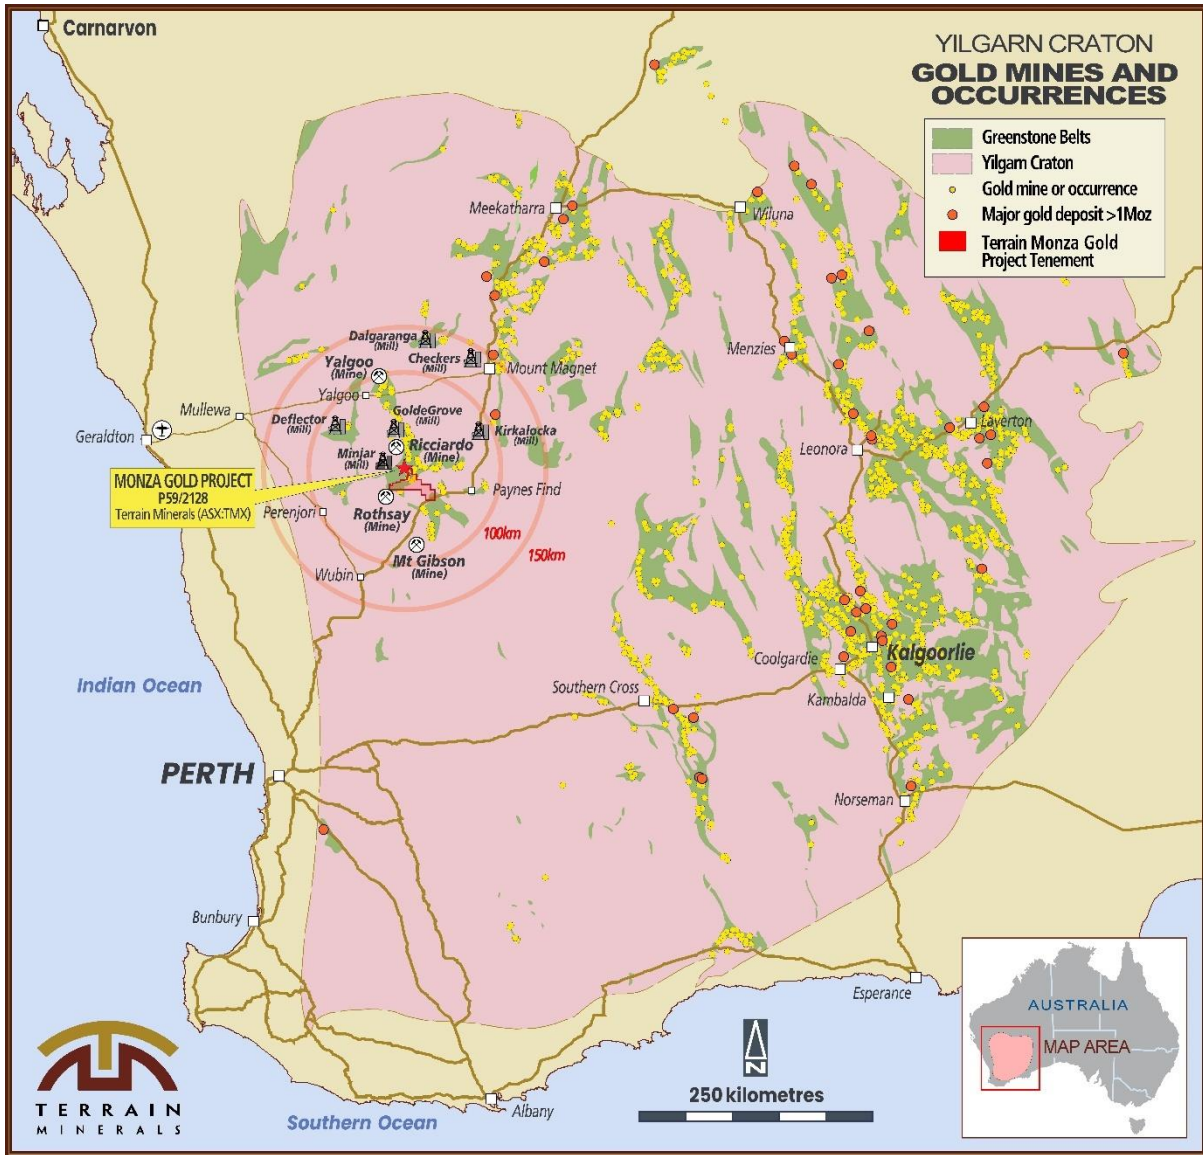 Carnarvon
YILGARN CRATON
GOLD MINES AND
OCCURRENCES
Greenstone Belts
Yilgarn Craton
Gold mine or occurrence
Major gold deposit >1Moz
Terrain Monza Gold
Project Tenement
Meekatharra
Wiluna
Dalgaranga
(Mill)
Checkers
(Mill)
Menzies
Yalgoo
(Mine)
Mount Magnet
Yalgoo
Mullewa
Deflector
(Mill)
GoldeGrove
(Mill)
Kirkalocka
(Mill)
Laverton
Geraldton
Ricciardo
(Mine)
Leonora
Minjar
(Mill)
MONZA GOLD PROJECT
P59/2128
Terrain Minerals (ASX:TMX)
Paynes Find
Perenjori
Rothsay
(Mine)
100km
150km
Mt Gibson
(Mine)
Wubin
Kalgoorlie
Coolgardie
Indian Ocean
Southern Cross
Kambalda
PERTH
Norseman
Bunbury
Esperance
AUSTRALIA
MAP AREA
N
250 kilometres
TERRAIN
MINERALS
Albany
Southern Ocean